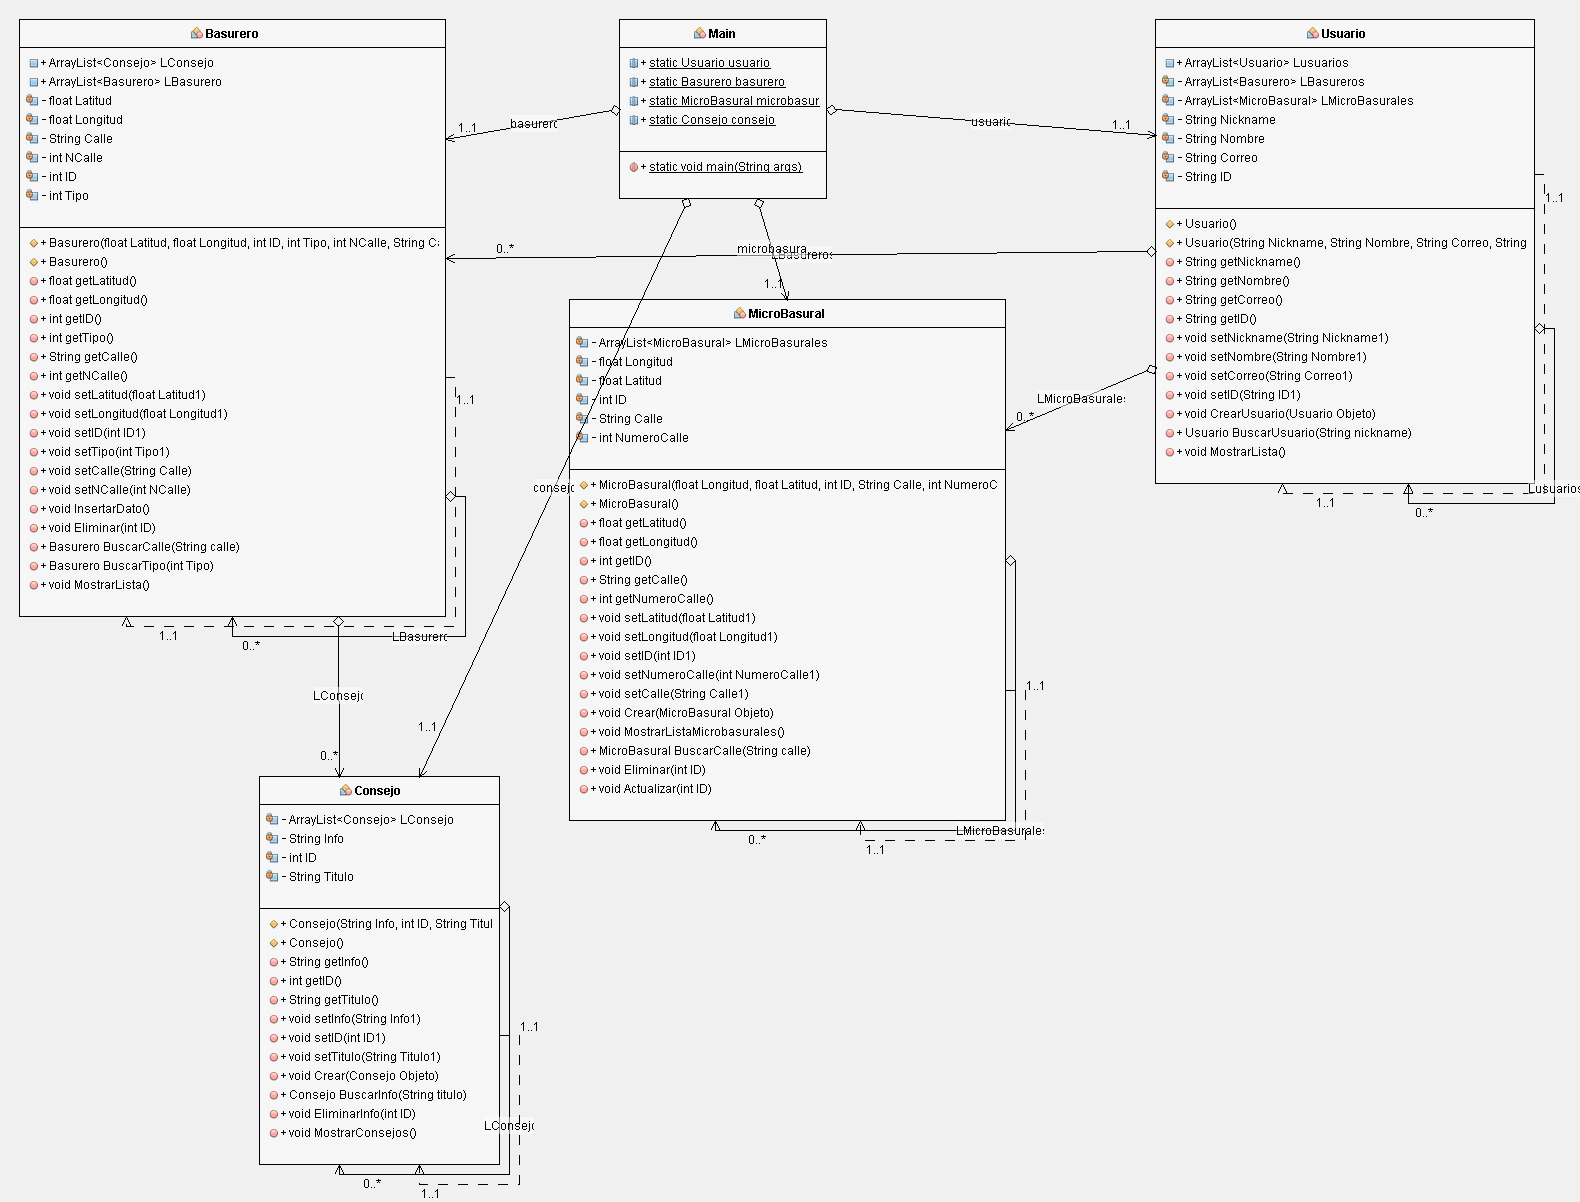 Basurero
+ ArrayList<Consejo> LConsejo
+ ArrayList<Basurero> LBasurero
- float Latitud
- float Longitud
- String Calle
- int NCalle
- int ID
- int Tipo
+ Basurero(float Latitud, float Longitud, int ID, int Tipo, int NCalle, String C
+ Basurero()
+ float getLatitud()
+ float getLongitud()
+ int getID()
+ int getTipo()
+ String getCalle()
+ int getNCalle()
+ void setLatitud(float Latitud1)
+ void setLongitud(float Longitud1)
+ void setID(int ID1)
+ void setTipo(int Tipo1)
+ void setCalle(String Calle)
+ void setNCalle(int NCalle)
+ void InsertarDato()
+ void Eliminar(int ID)
+ Basurero BuscarCalle(String calle)
+ Basurero BuscarTipo(int Tipo)
+ void MostrarLista()
1..1
1..1
0..*
LBasurero
LConsejo
0..*
Main
+ static Usuario usuario
+ static Basurero basurero
+ static MicroBasural microbasur
+ static Consejo consejo
+ static void main(String args)
1..1
basurero
usuario
1..1
0..*
microbasura
LBasureros
1..1
consejo
1..1
Usuario
+ ArrayList<Usuario> Lusuarios
- ArrayList<Basurero> LBasureros
- ArrayList<MicroBasural> LMicroBasurales
- String Nickname
- String Nombre
- String Correo
- String ID
+ Usuario()
+ Usuario(String Nickname, String Nombre, String Correo, String
+ String getNickname()
+ String getNombre()
+ String getCorreo()
+ String getID()
+ void setNickname(String Nickname1)
+ void setNombre(String Nombre1)
+ void setCorreo(String Correo1)
+ void setID(String ID1)
+ void CrearUsuario(Usuario Objeto)
+ Usuario BuscarUsuario(String nickname)
+ void MostrarLista()
1..1
1..1
0..*
Lusuarios
LMicroBasurales
0..*
MicroBasural
- ArrayList<MicroBasural> LMicroBasurales
- float Longitud
- float Latitud
- int ID
- String Calle
- int NumeroCalle
+ MicroBasural(float Longitud, float Latitud, int ID, String Calle, int NumeroC
+ MicroBasural()
+ float getLatitud()
+ float getLongitud()
+ int getID()
+ String getCalle()
+ int getNumeroCalle()
+ void setLatitud(float Latitud1)
+ void setLongitud(float Longitud1)
+ void setID(int ID1)
+ void setNumeroCalle(int NumeroCalle1)
+ void setCalle(String Calle1)
+ void Crear(MicroBasural Objeto)
+ void MostrarListaMicrobasurales()
+ MicroBasural BuscarCalle(String calle)
+ void Eliminar(int ID)
+ void Actualizar(int ID)
1..1
0..*
1..1
LMicroBasurales
Consejo
- ArrayList<Consejo> LConsejo
- String Info
- int ID
- String Titulo
+ Consejo(String Info, int ID, String Titul
+ Consejo()
+ String getInfo()
+ int getID()
+ String getTitulo()
+ void setInfo(String Info1)
+ void setID(int ID1)
+ void setTitulo(String Titulo1)
+ void Crear(Consejo Objeto)
+ Consejo BuscarInfo(String titulo)
+ void EliminarInfo(int ID)
+ void MostrarConsejos()
1..1
LConsejo
0..*
1..1